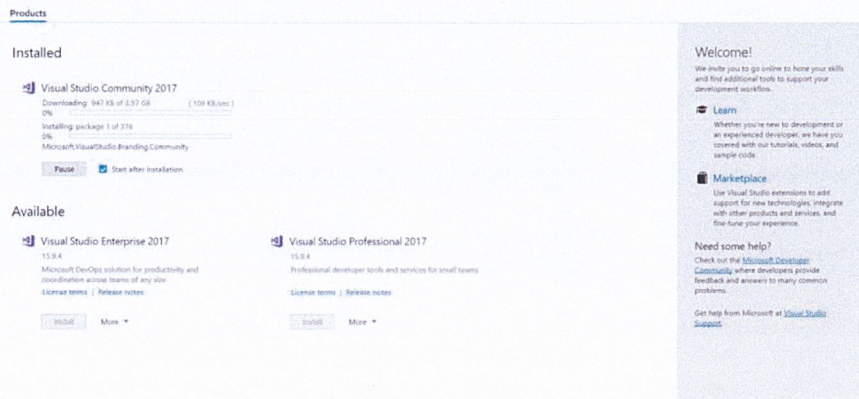 Products
Installed
Visual Studio Community 2017
Downloading: 947 KB of 3.57 GB (109 KB/sec)
0%
Installing: package 1 of 378
0%
Microsoft.VisualStudio.Branding.Community
Pause
Start after installation
Available
Visual Studio Enterprise 2017
15.9.4
Microsoft DevOps solution for productivity and
coordination across teams of any size
License terms | Release notes
Install
More
Visual Studio Professional 2017
15.9.4
Professional developer tools and services for small teams
License terms | Release notes
Install
More
Welcome!
We invite you to go online to hone your skills
and find additional tools to support your
development workflow.
Learn
Whether you're new to development or
an experienced developer, we have you
covered with our tutorials, videos, and
sample code.
Marketplace
Use Visual Studio extensions to add
support for new technologies, integrate
with other products and services, and
fine-tune your experience.
Need some help?
Check out the Microsoft Developer
Community where developers provide
feedback and answers to many common
problems.
Get help from Microsoft at Visual Studio
Support.